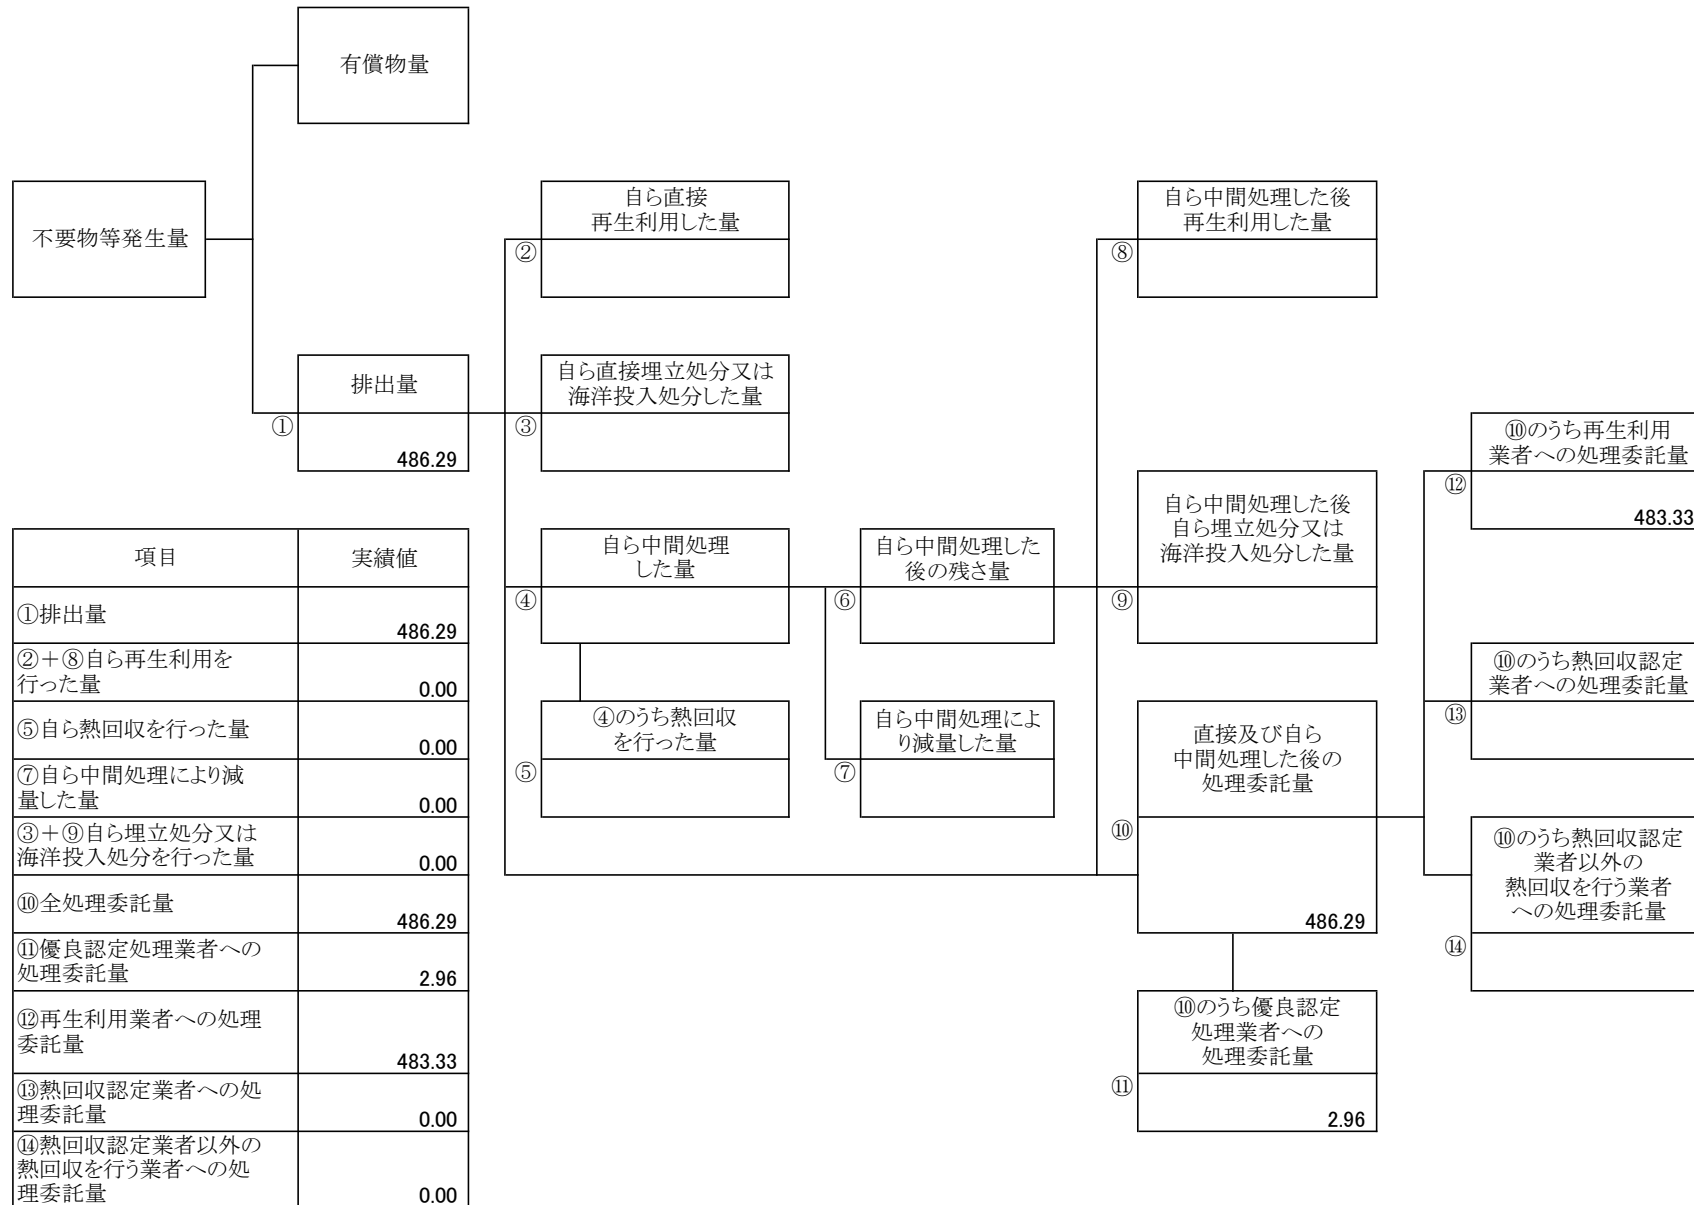 有償物量
不要物等発生量
自ら直接
再生利用した量
②
自ら中間処理した後
再生利用した量
⑧
排出量
①
486.29
自ら直接埋立処分又は
海洋投入処分した量
③
⑩のうち再生利用
業者への処理委託量
⑫
483.33
自ら中間処理した後
自ら埋立処分又は
海洋投入処分した量
⑨
自ら中間処理
した量
④
自ら中間処理した
後の残さ量
⑥
④のうち熱回収
を行った量
⑤
自ら中間処理によ
り減量した量
⑦
直接及び自ら
中間処理した後の
処理委託量
⑩
486.29
⑩のうち熱回収認定
業者への処理委託量
⑬
⑩のうち熱回収認定
業者以外の
熱回収を行う業者
への処理委託量
⑭
⑩のうち優良認定
処理業者への
処理委託量
⑪
2.96
項目 実績値
①排出量
486.29
②+⑧自ら再生利用を
行った量
0.00
⑤自ら熱回収を行った量
0.00
⑦自ら中間処理により減
量した量
0.00
③+⑨自ら埋立処分又は
海洋投入処分を行った量
0.00
⑩全処理委託量
486.29
⑪優良認定処理業者への
処理委託量
2.96
⑫再生利用業者への処理
委託量
483.33
⑬熱回収認定業者への処
理委託量
0.00
⑭熱回収認定業者以外の
熱回収を行う業者への処
理委託量
0.00